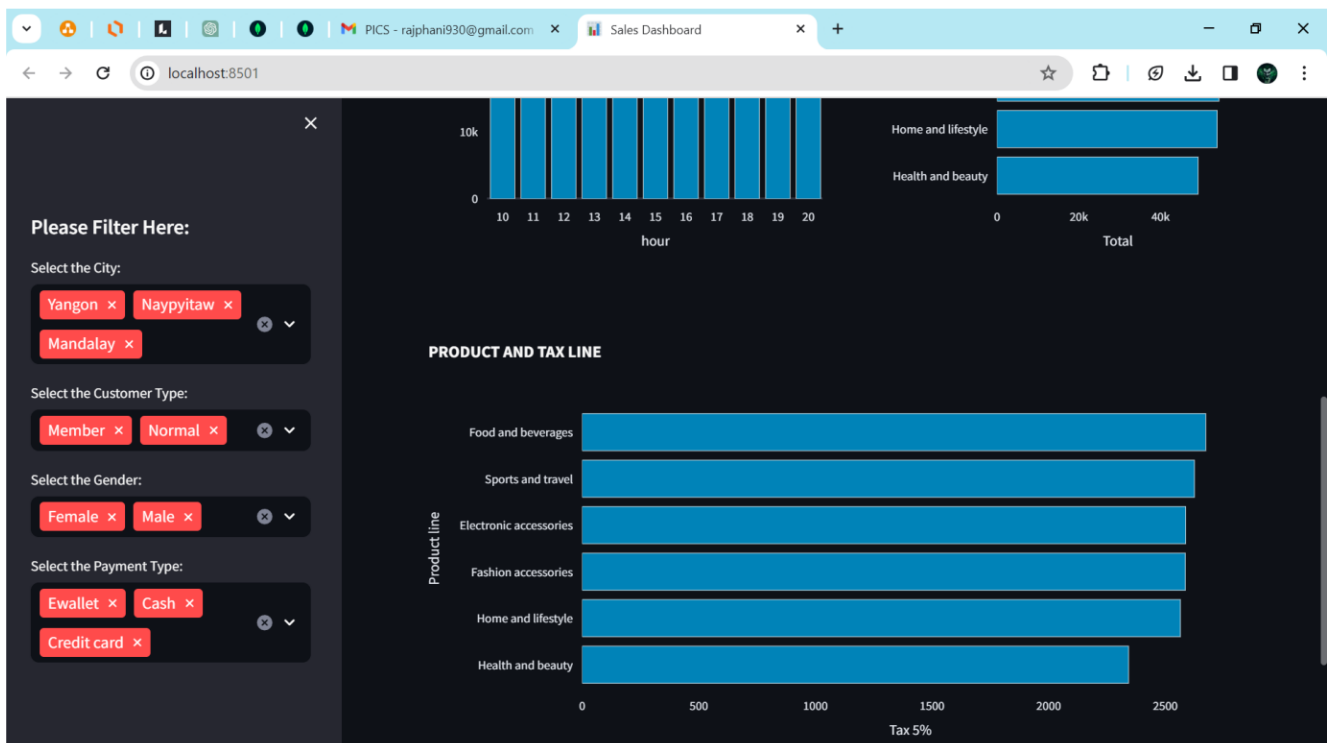 PICS - rajphani930@gmail.com
Sales Dashboard
localhost:8501
Please Filter Here:
Select the City:
Yangon
Naypyitaw
Mandalay
Select the Customer Type:
Member
Normal
Select the Gender:
Female
Male
Select the Payment Type:
Ewallet
Cash
Credit card
10k
0
10 11 12 13 14 15 16 17 18 19 20
hour
Home and lifestyle
Health and beauty
0 20k 40k
Total
PRODUCT AND TAX LINE
Product line
Food and beverages
Sports and travel
Electronic accessories
Fashion accessories
Home and lifestyle
Health and beauty
0 500 1000 1500 2000 2500
Tax 5%